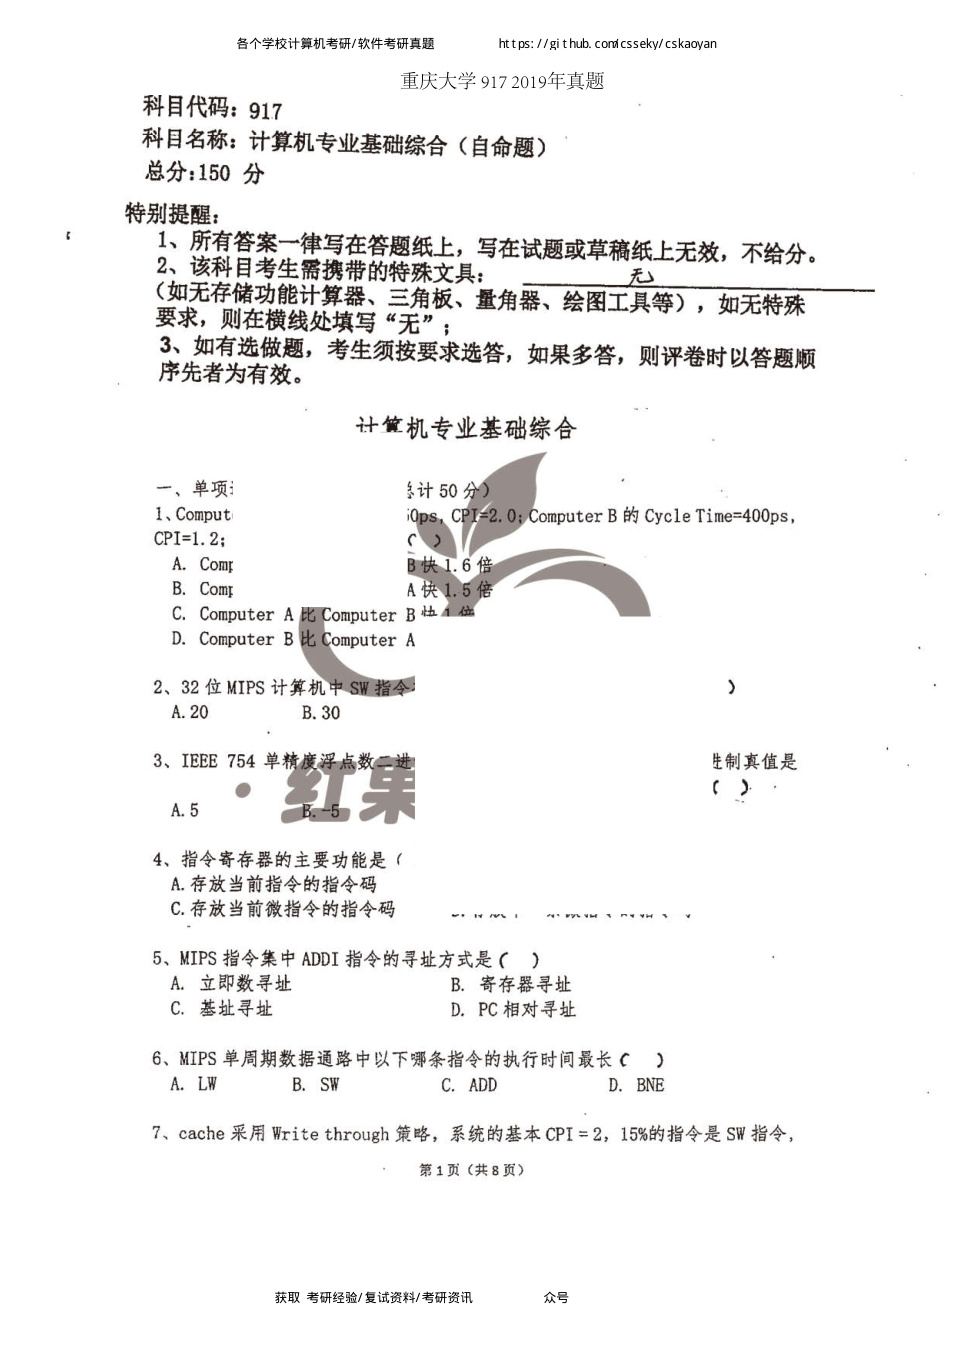 各个学校计算机考研/软件考研真题 https://github.com/csseky/cskaoyan
重庆大学 917 2019年真题
科目代码：917
科目名称：计算机专业基础综合（自命题）
总分：150 分
特别提醒：
1、所有答案一律写在答题纸上，写在试题或草稿纸上无效，不给分。
2、该科目考生需携带的特殊文具： 无
（如无存储功能计算器、三角板、量角器、绘图工具等），如无特殊
要求，则在横线处填写“无”；
3、如有选做题，考生须按要求选答，如果多答，则评卷时以答题顺
序先者为有效。
计算机专业基础综合
一、单项 计 50 分）
1、Comput 0ps, CPI=2.0; Computer B 的 Cycle Time=400ps,
CPI=1.2; ( )
A. Com B 快 1.6 倍
B. Com A 快 1.5 倍
C. Computer A 比 Computer B 快 1 倍
D. Computer B 比 Computer A
2、32 位 MIPS 计算机中 SW 指令 )
A.20 B.30
3、IEEE 754 单精度浮点数二进 进制真值是
( )
A.5 B.-5
红果
4、指令寄存器的主要功能是（
A.存放当前指令的指令码
C.存放当前微指令的指令码
5、MIPS 指令集中 ADDI 指令的寻址方式是( )
A. 立即数寻址 B. 寄存器寻址
C. 基址寻址 D. PC 相对寻址
6、MIPS 单周期数据通路中以下哪条指令的执行时间最长( )
A. LW B. SW C. ADD D. BNE
7、cache 采用 Write through 策略，系统的基本 CPI = 2，15%的指令是 SW 指令，
第 1 页（共 8 页）
获取 考研经验/复试资料/考研资讯 众号